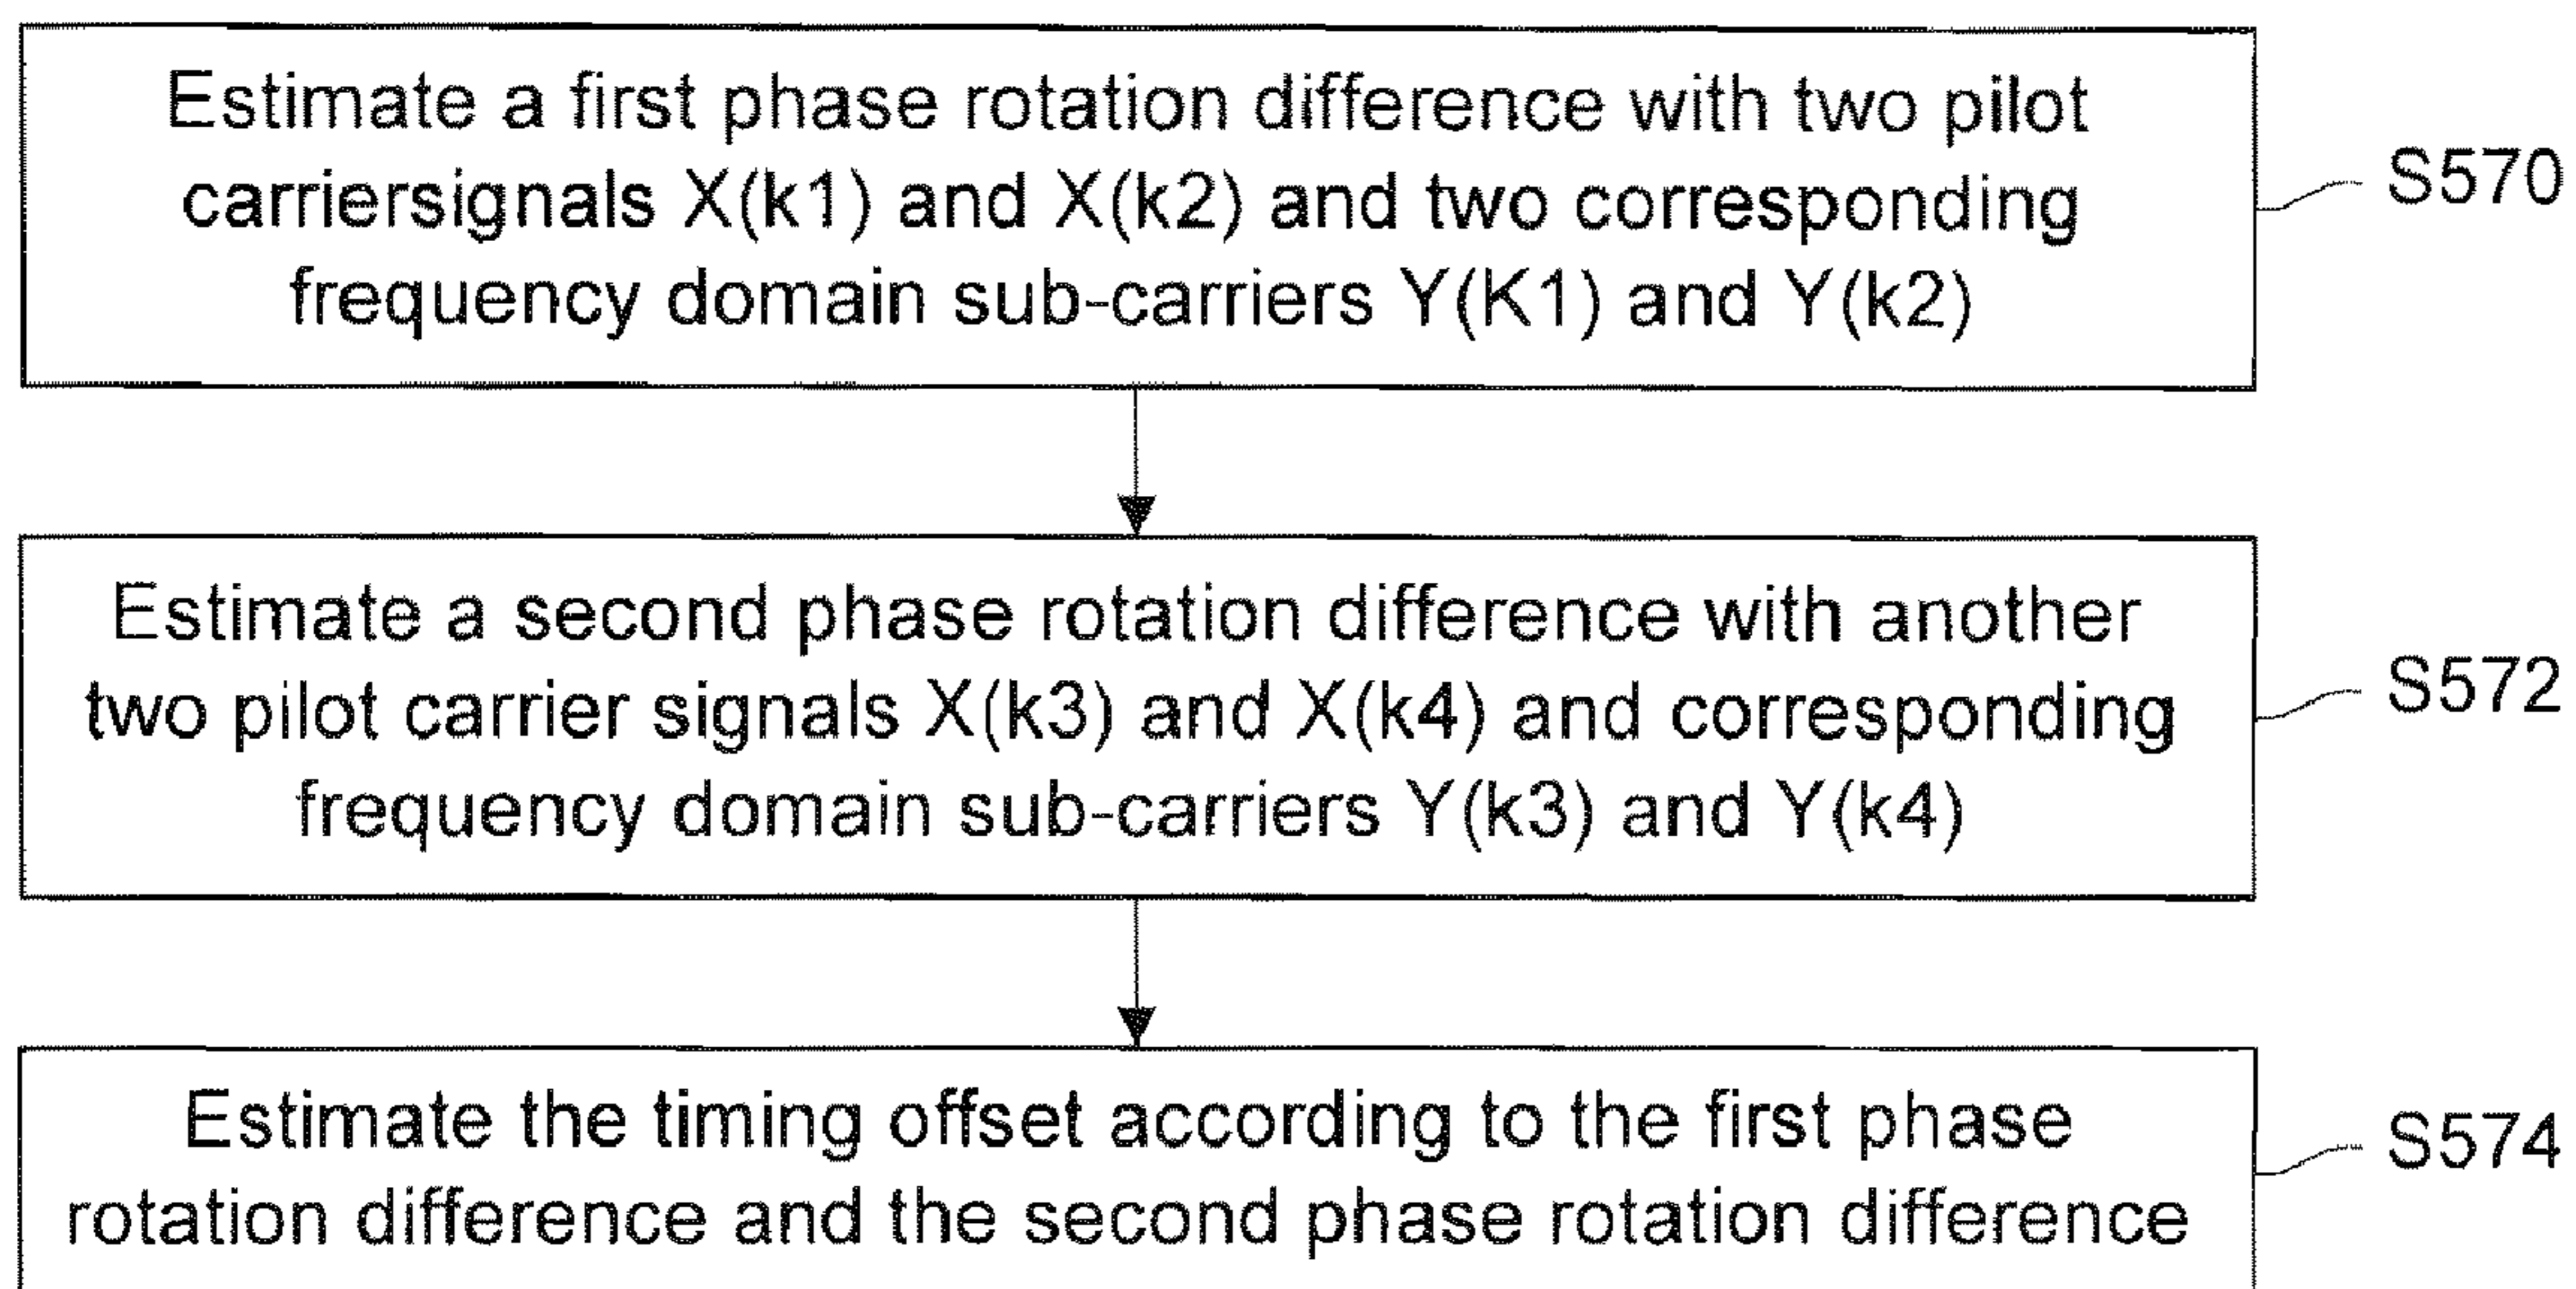 Estimate a first phase rotation difference with two pilot
carriersignals X(k1) and X(k2) and two corresponding
frequency domain sub-carriers Y(K1) and Y(k2)
S570
Estimate a second phase rotation difference with another
two pilot carrier signals X(k3) and X(k4) and corresponding
frequency domain sub-carriers Y(k3) and Y(k4)
S572
Estimate the timing offset according to the first phase
rotation difference and the second phase rotation difference
S574